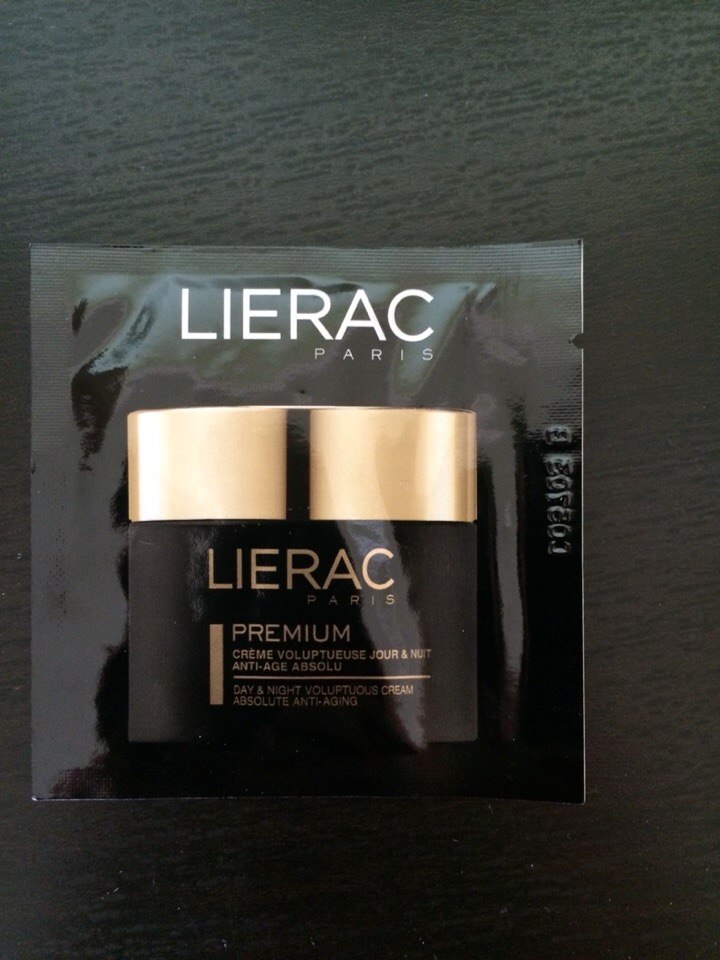 LIERAC
PARIS
LIERAC
PARIS
PREMIUM
CRÈME VOLUPTUEUSE JOUR & NUIT
ANTI-AGE ABSOLU
DAY & NIGHT VOLUPTUOUS CREAM
ABSOLUTE ANTI-AGING